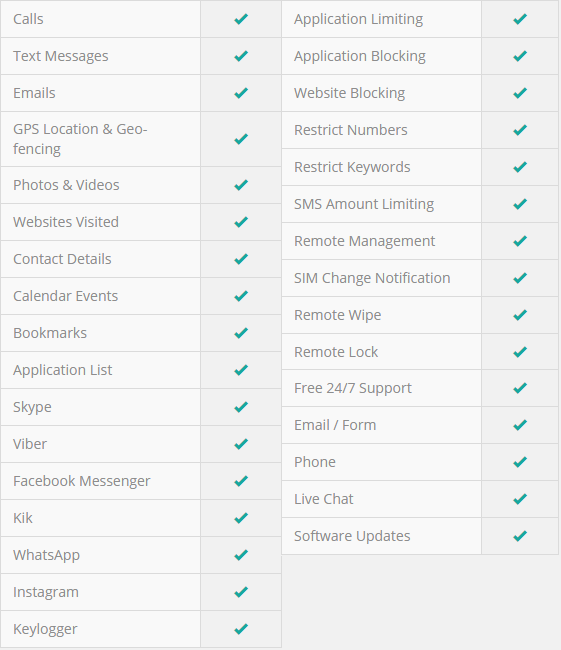 Calls
Text Messages
Emails
GPS Location & Geo-
fencing
Photos & Videos
Websites Visited
Contact Details
Calendar Events
Bookmarks
Application List
Skype
Viber
Facebook Messenger
Kik
WhatsApp
Instagram
Keylogger
Application Limiting
Application Blocking
Website Blocking
Restrict Numbers
Restrict Keywords
SMS Amount Limiting
Remote Management
SIM Change Notification
Remote Wipe
Remote Lock
Free 24/7 Support
Email / Form
Phone
Live Chat
Software Updates